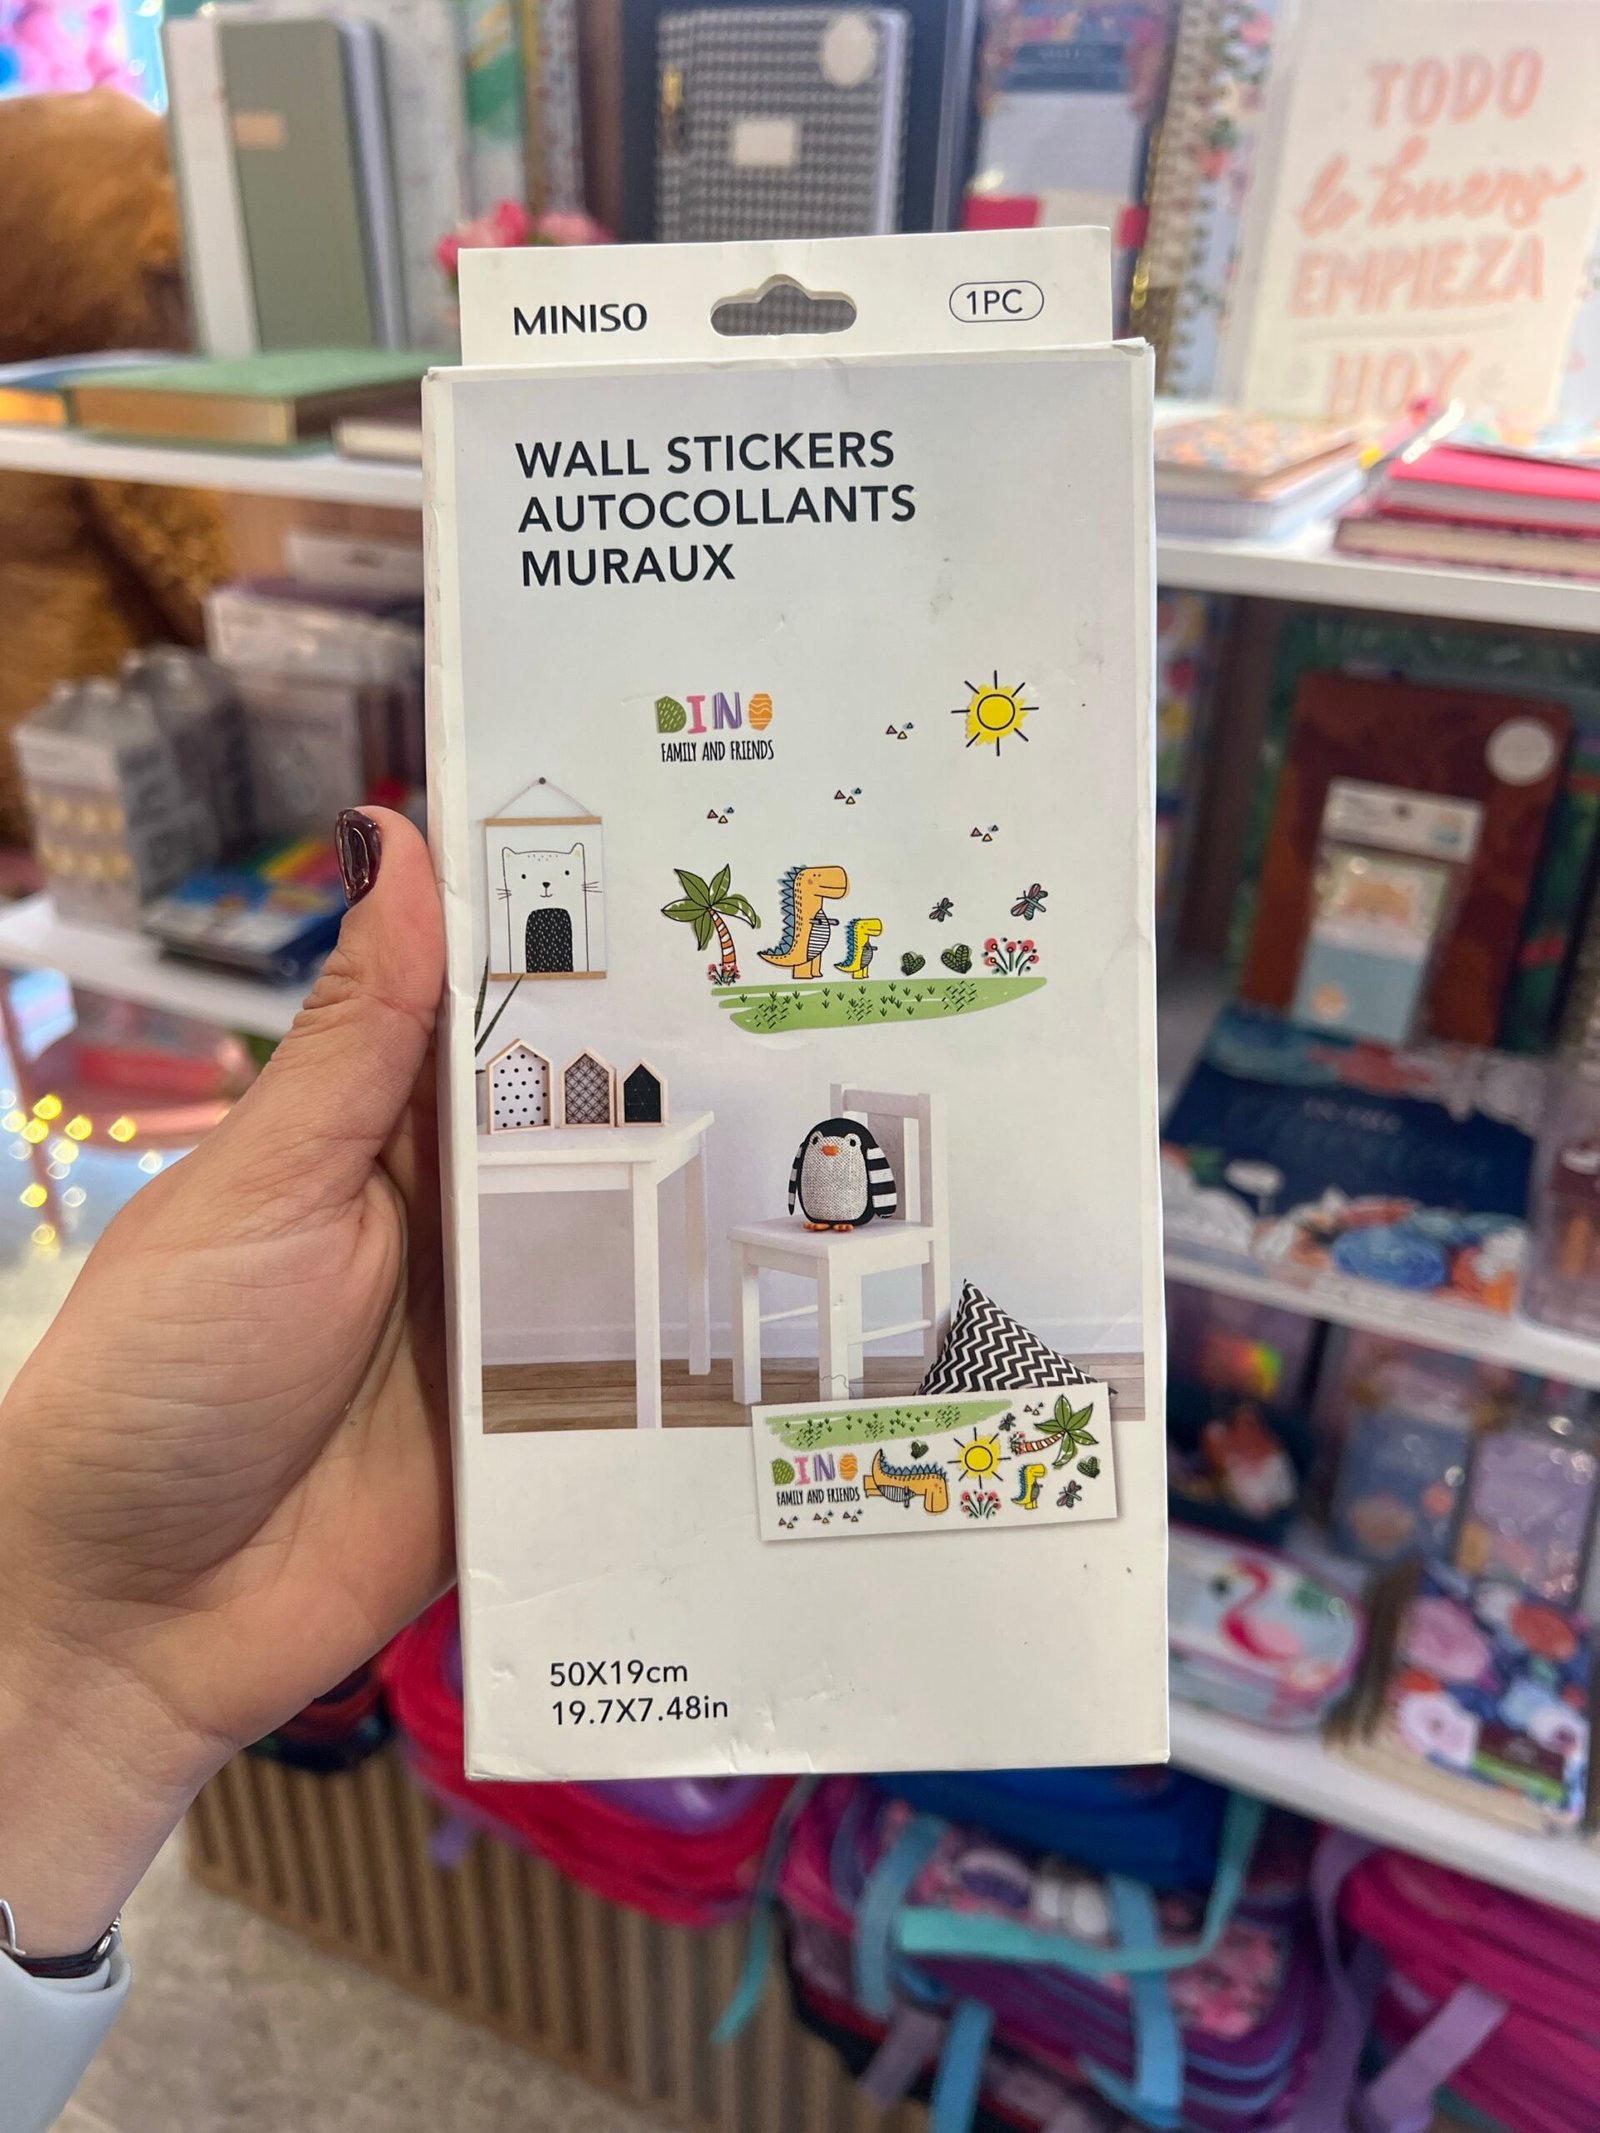 TODO
lo bueno
EMPIEZA
HOY
MINISO
1PC
WALL STICKERS
AUTOCOLLANTS
MURAUX
DINO
FAMILY AND FRIENDS
DINO
FAMILY AND FRIENDS
50X19cm
19.7X7.48in